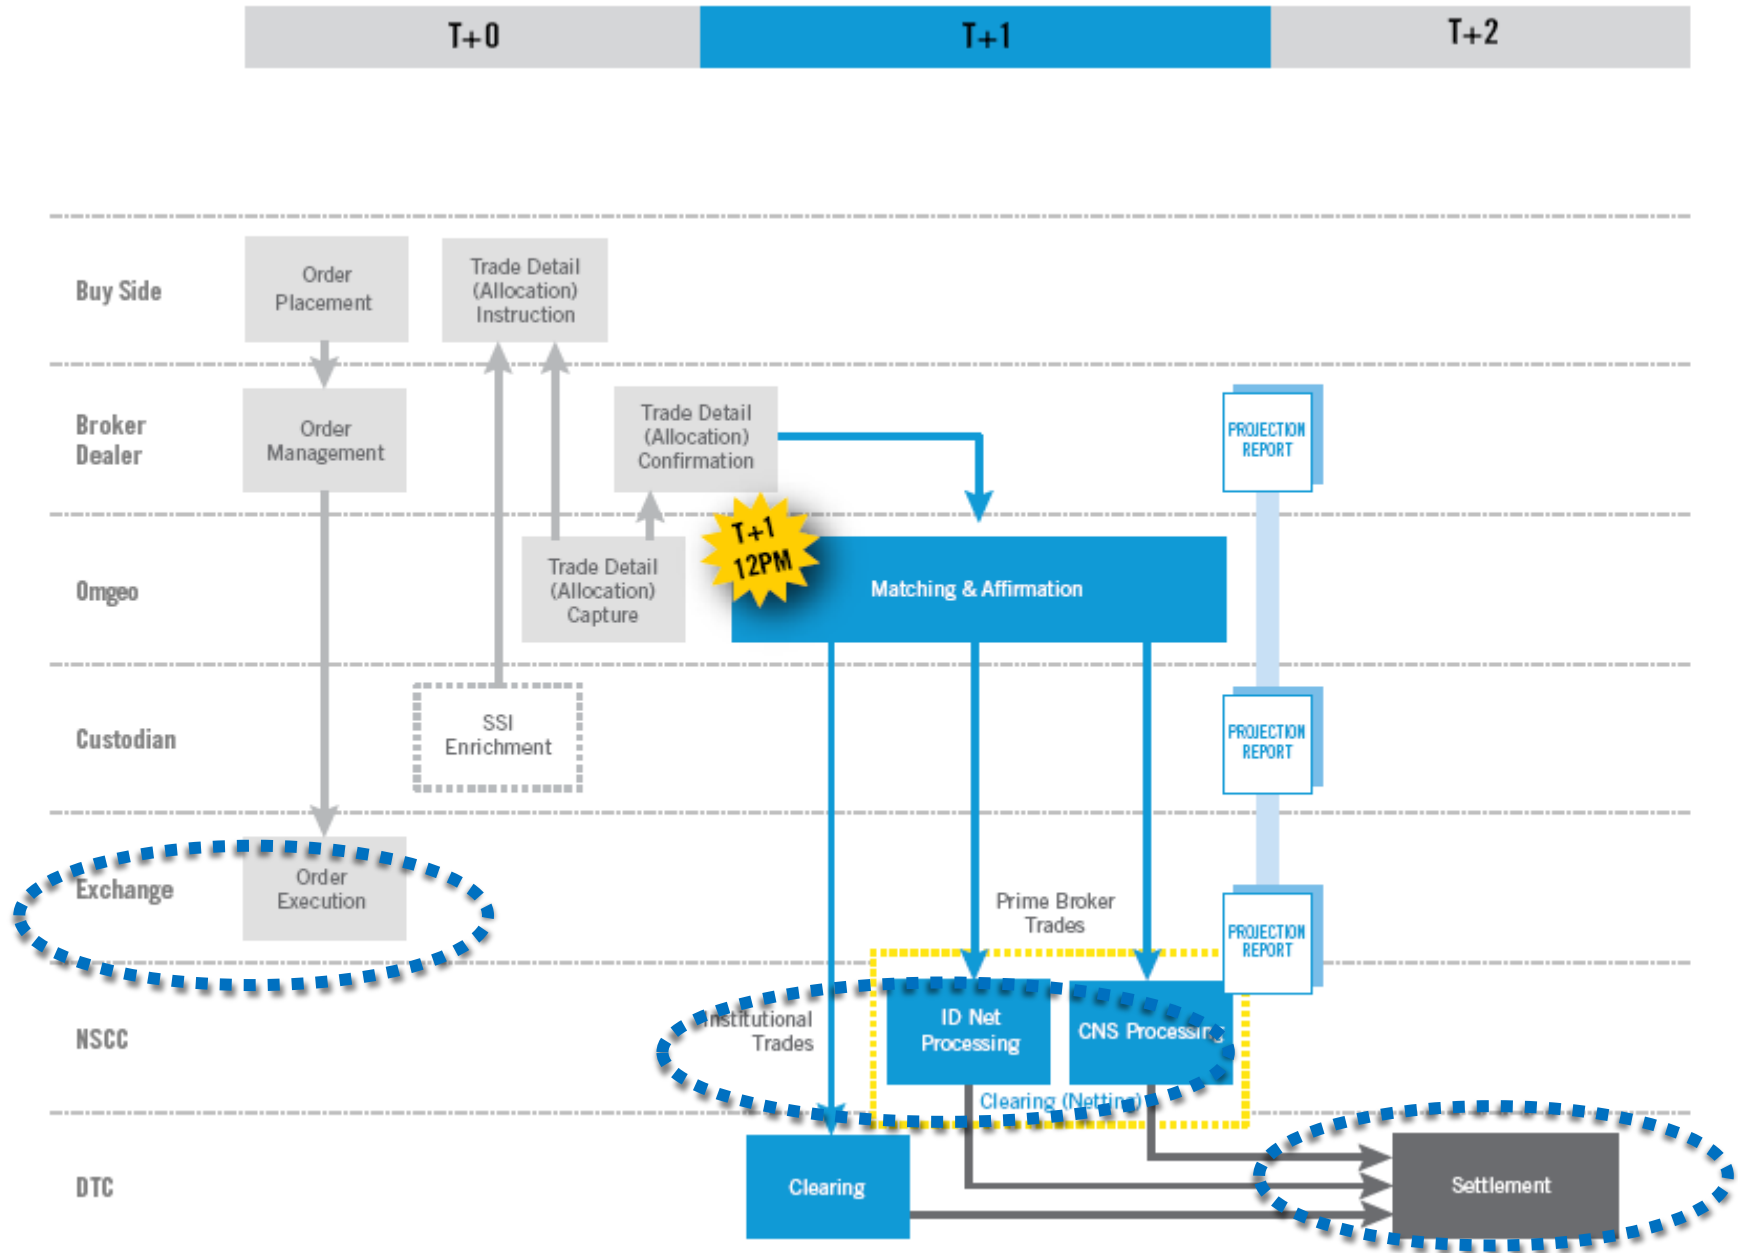 T+0
T+1
T+2
Buy Side
Order
Placement
Trade Detail
(Allocation)
Instruction
Broker
Dealer
Order
Management
Trade Detail
(Allocation)
Confirmation
PROJECTION
REPORT
Omgeo
Trade Detail
(Allocation)
Capture
T+1
12PM
Matching & Affirmation
Custodian
SSI
Enrichment
PROJECTION
REPORT
Exchange
Order
Execution
Prime Broker
Trades
PROJECTION
REPORT
NSCC
Institutional
Trades
ID Net
Processing
CNS Processing
Clearing (Netting)
DTC
Clearing
Settlement